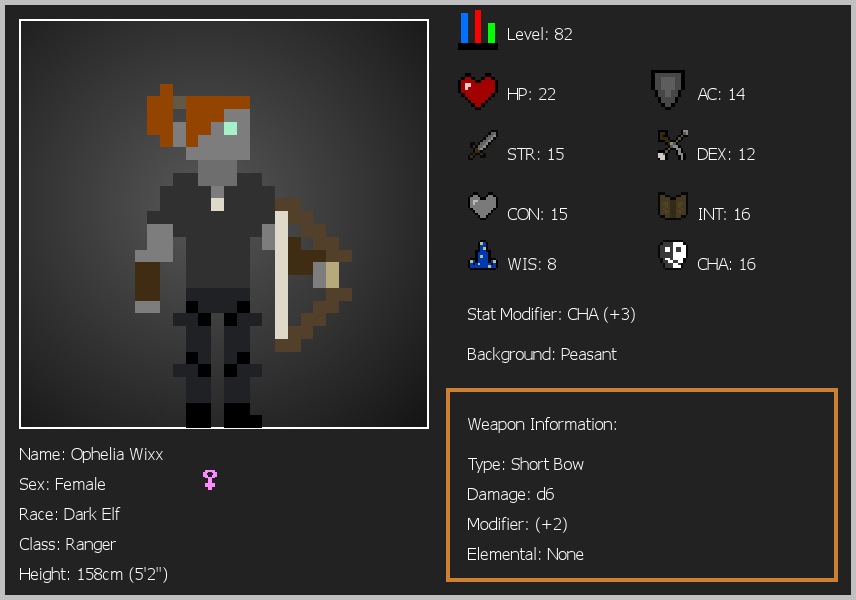 Level: 82
HP: 22
AC: 14
STR: 15
DEX: 12
CON: 15
INT: 16
WIS: 8
CHA: 16
Stat Modifier: CHA (+3)
Background: Peasant
Weapon Information:
Type: Short Bow
Damage: d6
Modifier: (+2)
Elemental: None
Name: Ophelia Wixx
Sex: Female
Race: Dark Elf
Class: Ranger
Height: 158cm (5'2")